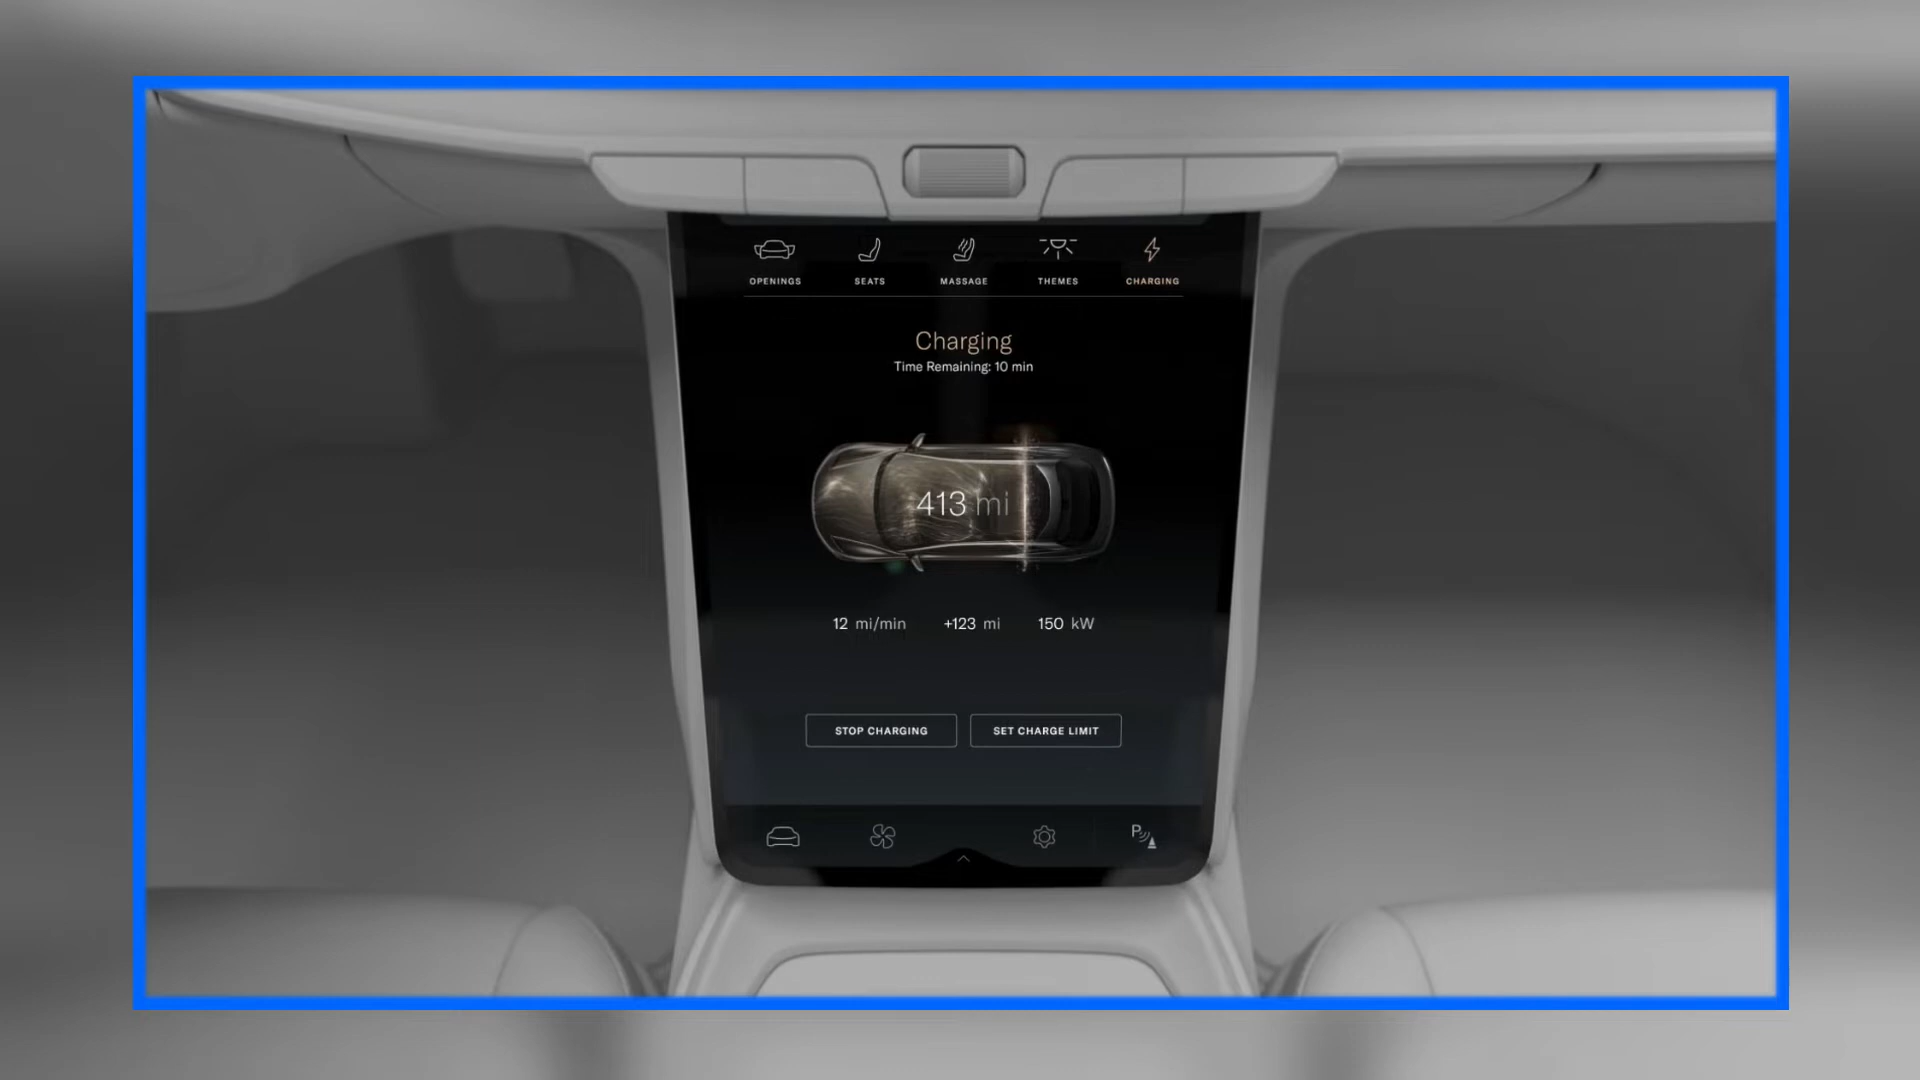 OPENINGS SEATS MASSAGE THEMES CHARGING
Charging
Time Remaining: 10 min
413 mi
12 mi/min +123 mi 150 kW
STOP CHARGING SET CHARGE LIMIT
P